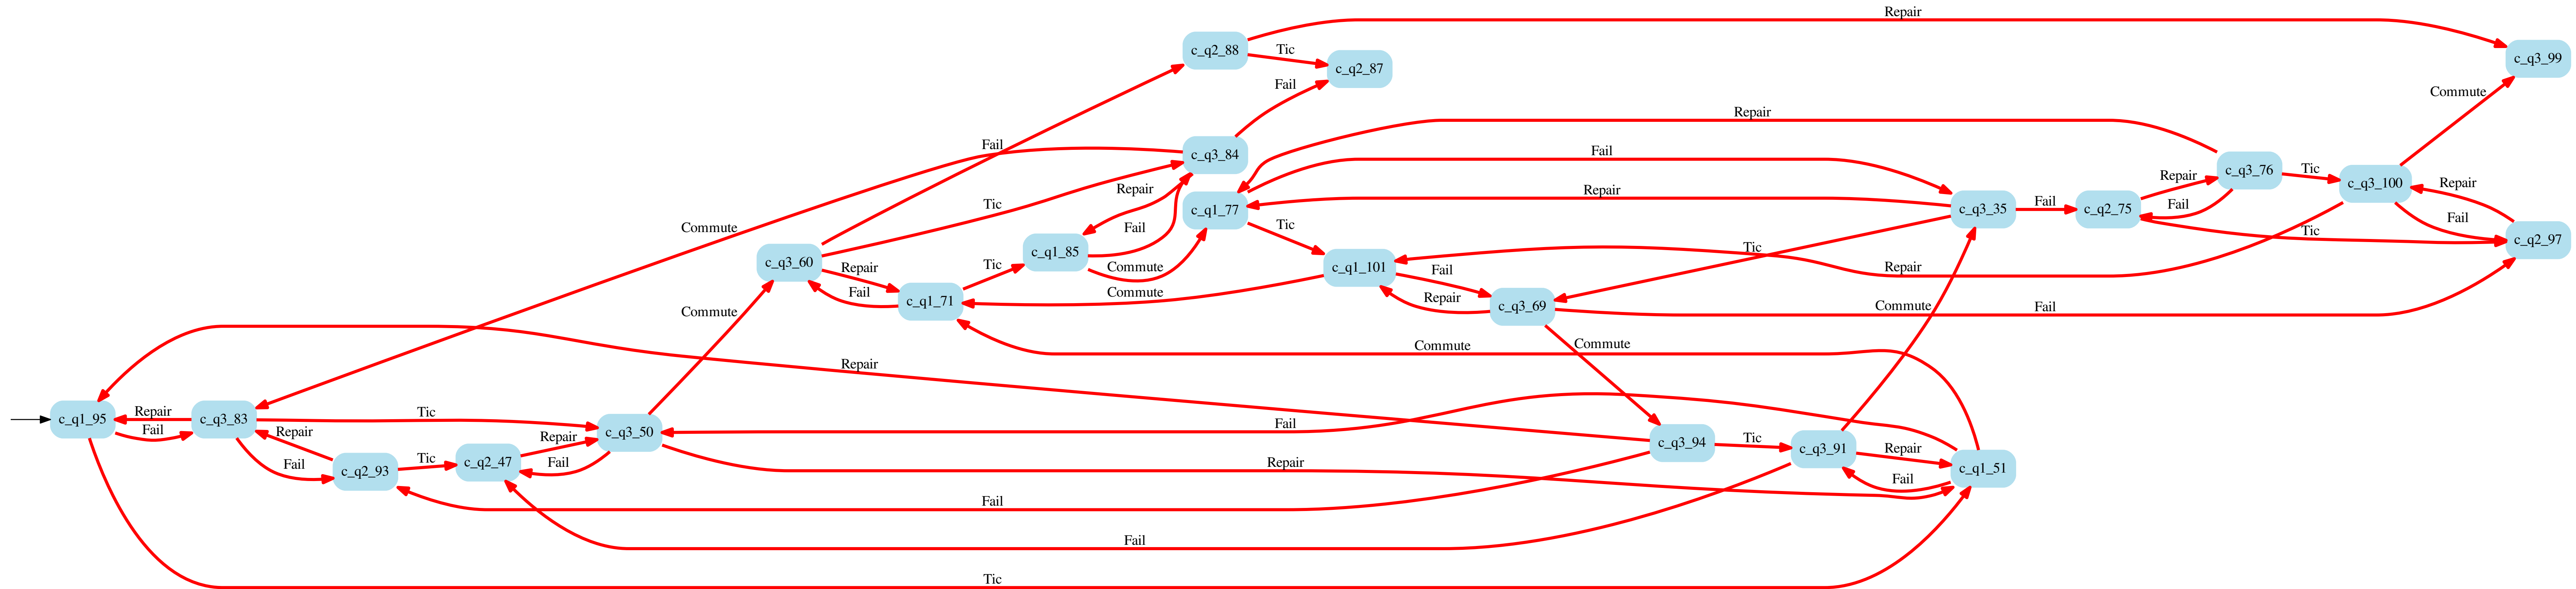 Repair
c_q2_88
Tic
c_q2_87
c_q3_99
Fail
Commute
Repair
Fail
c_q3_84
Fail
c_q3_76
Tic
c_q3_100
Repair
Repair
Repair
Repair
Fail
Tic
c_q1_77
c_q3_35
Fail
c_q2_75
Fail
Commute
Fail
Tic
Tic
c_q2_97
Tic
c_q1_85
c_q3_60
Repair
Tic
Commute
c_q1_101
Fail
Repair
Fail
c_q1_71
Commute
Repair
c_q3_69
Commute
Fail
Commute
Commute
Commute
Repair
c_q1_95
Repair
Fail
c_q3_83
Tic
Fail
c_q3_50
Repair
Repair
Fail
Fail
Tic
c_q2_47
c_q2_93
Repair
c_q3_94
Tic
c_q3_91
Repair
c_q1_51
Fail
Fail
Fail
Tic